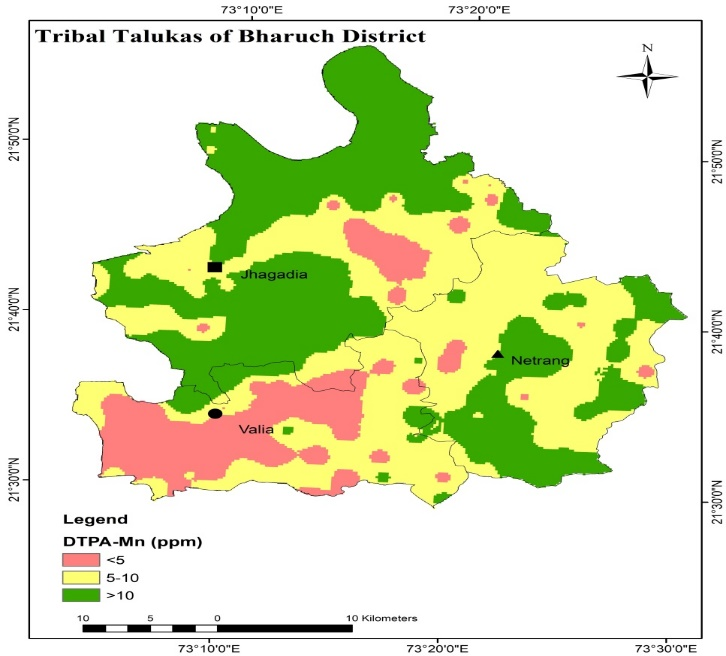 73°10'0"E 73°20'0"E
Tribal Talukas of Bharuch District
N
21°50'0"N 21°50'0"N
Jhagadia
21°40'0"N 21°40'0"N
Netrang
Valia
21°30'0"N 21°30'0"N
Legend
DTPA-Mn (ppm)
<5
5-10
>10
10 5 0 10 Kilometers
73°10'0"E 73°20'0"E 73°30'0"E